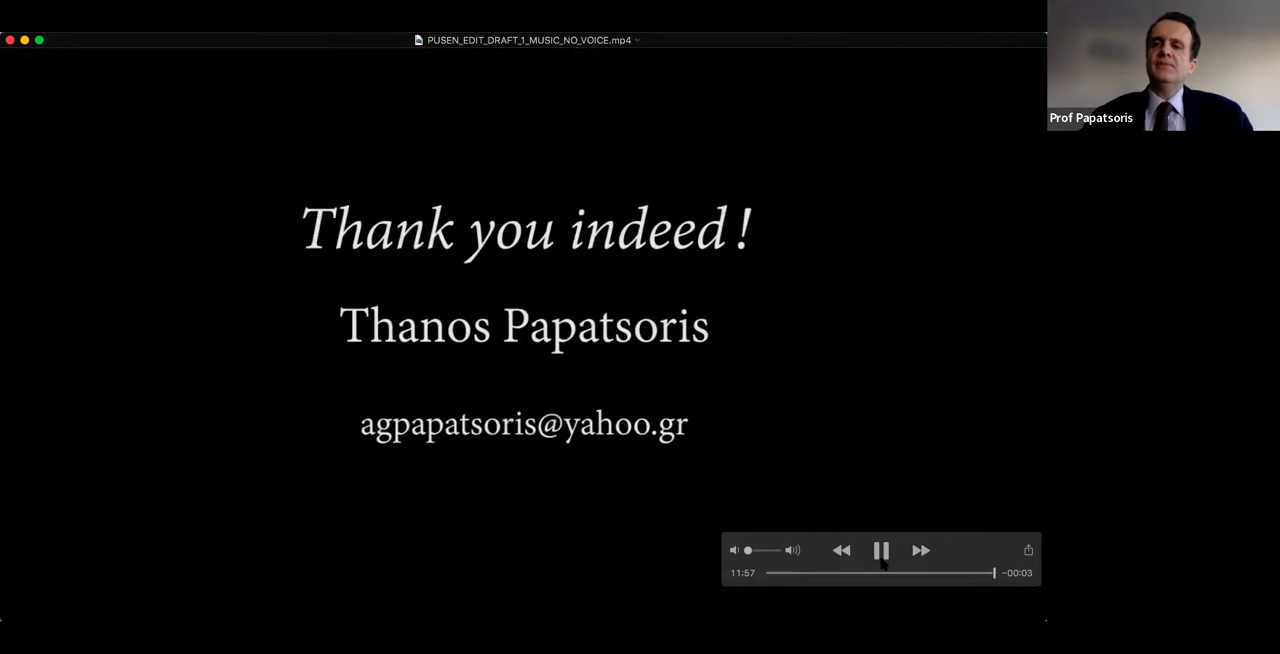 PUSEN_EDIT_DRAFT_1_MUSIC_NO_VOICE.mp4
Prof Papatsoris
Thank you indeed !
Thanos Papatsoris
agpapatsoris@yahoo.gr
11:57
-00:03